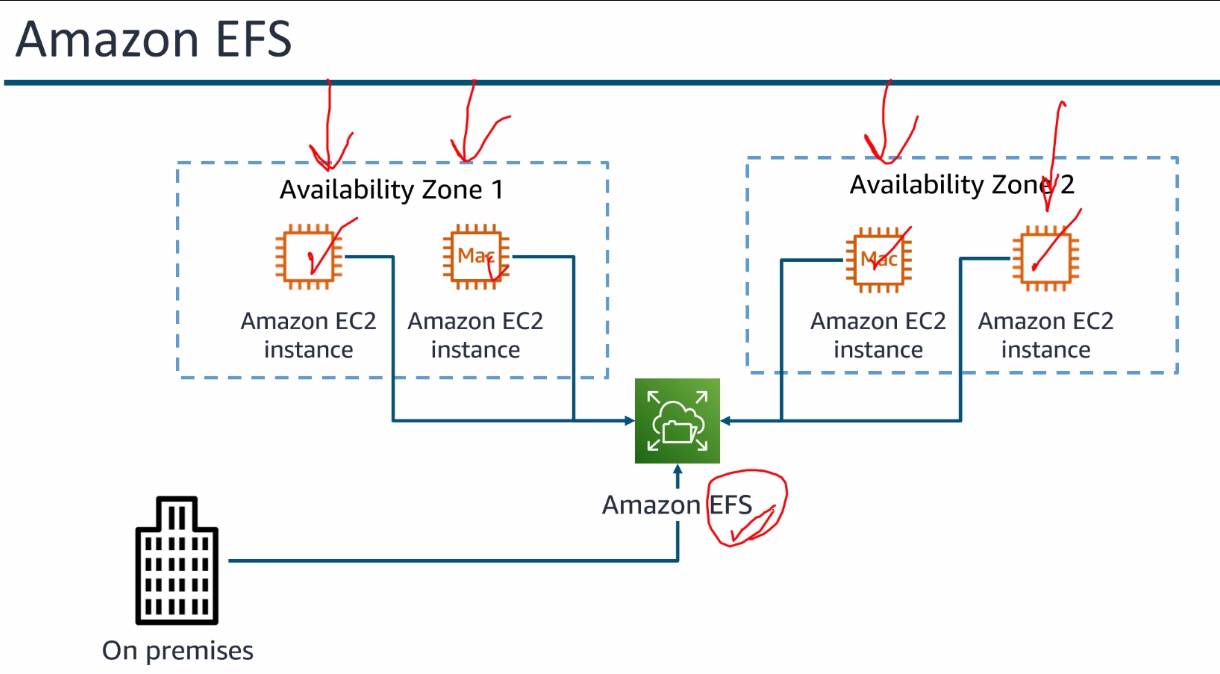 Amazon EFS
Availability Zone 1
Availability Zone 2
Mac
Mac
Amazon EC2
instance
Amazon EC2
instance
Amazon EC2
instance
Amazon EC2
instance
Amazon EFS
On premises